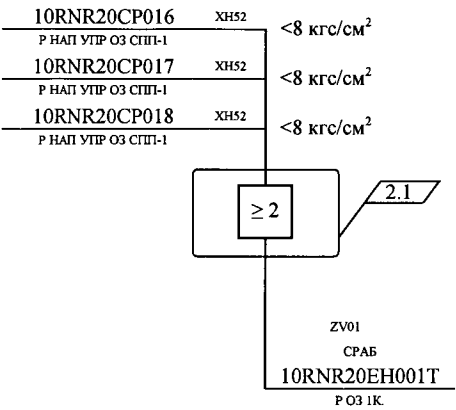 10RNR20CP016 XH52 <8 кгс/см²
Р НАП УПР ОЗ СПП-1
10RNR20CP017 XH52 <8 кгс/см²
Р НАП УПР ОЗ СПП-1
10RNR20CP018 XH52 <8 кгс/см²
Р НАП УПР ОЗ СПП-1
2.1
≥ 2
ZV01
СРАБ
10RNR20EH001T
Р ОЗ 1К.